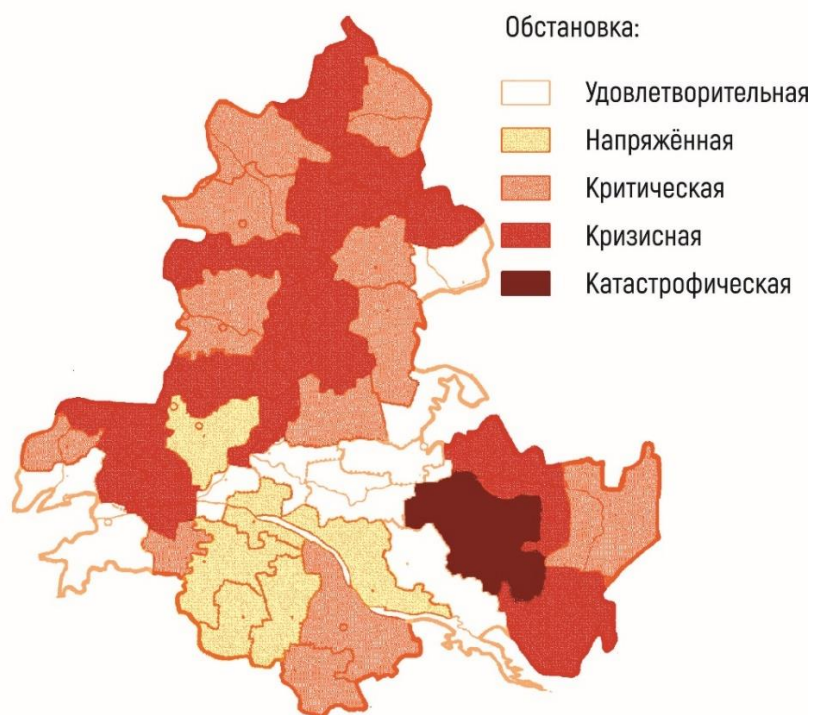 Обстановка:
Удовлетворительная
Напряжённая
Критическая
Кризисная
Катастрофическая